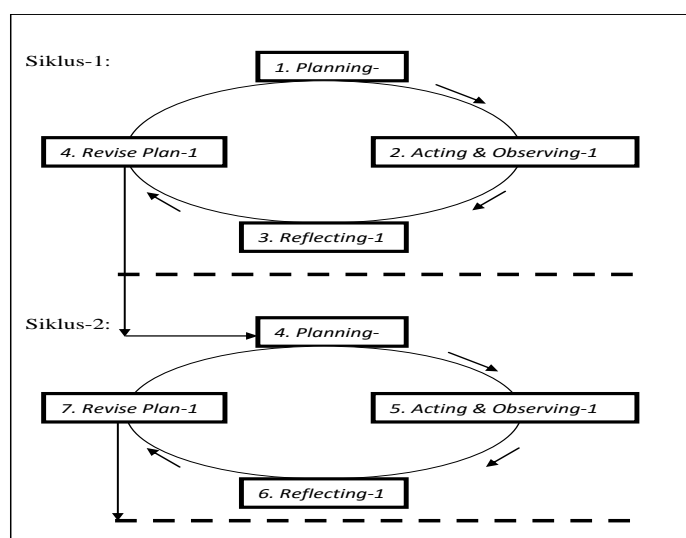 Siklus-1:
1. Planning-
4. Revise Plan-1
2. Acting & Observing-1
3. Reflecting-1
Siklus-2:
4. Planning-
7. Revise Plan-1
5. Acting & Observing-1
6. Reflecting-1